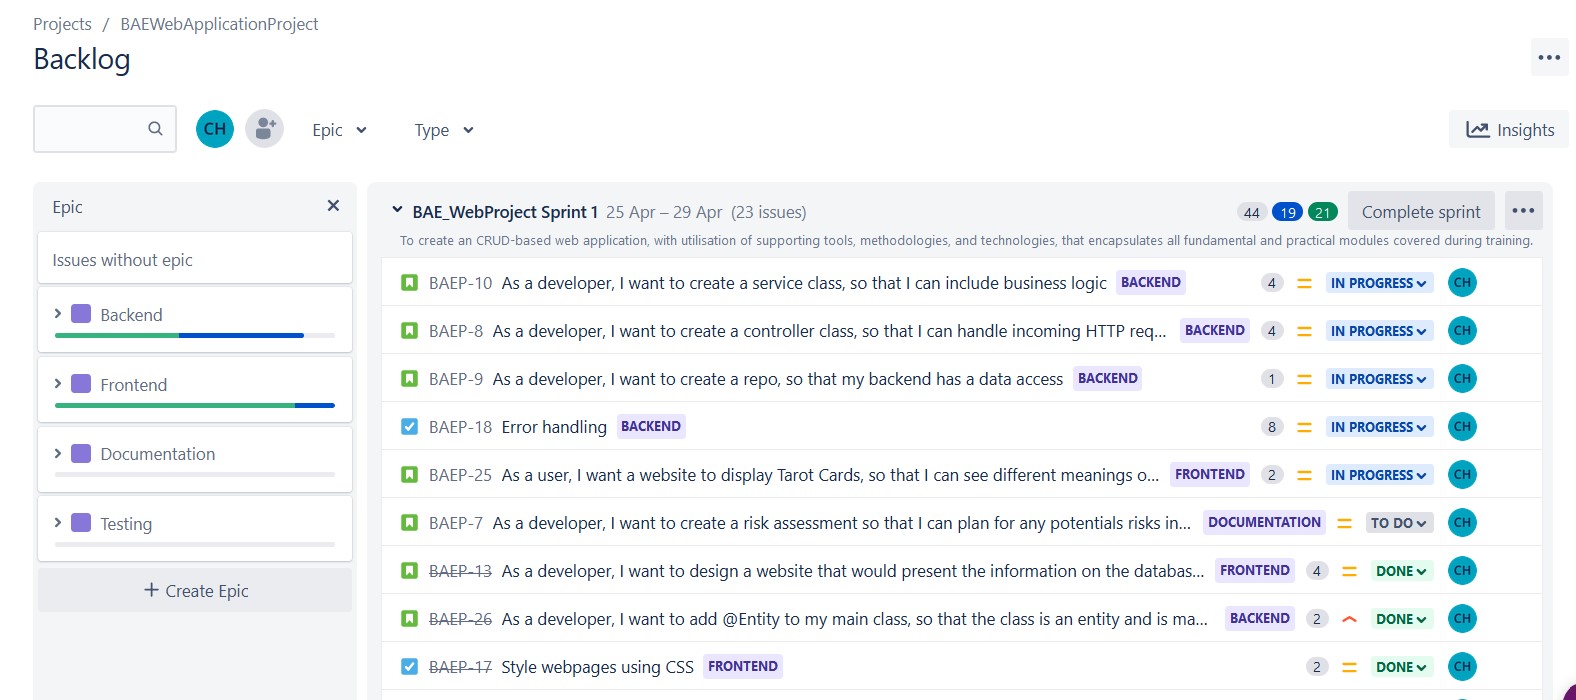 Projects / BAEWebApplicationProject
Backlog
CH Epic Type Insights
Epic
Issues without epic
Backend
Frontend
Documentation
Testing
Create Epic
BAE_WebProject Sprint 1 25 Apr – 29 Apr (23 issues) 44 19 21 Complete sprint
To create an CRUD-based web application, with utilisation of supporting tools, methodologies, and technologies, that encapsulates all fundamental and practical modules covered during training.
BAEP-10 As a developer, I want to create a service class, so that I can include business logic BACKEND 4 IN PROGRESS CH
BAEP-8 As a developer, I want to create a controller class, so that I can handle incoming HTTP req... BACKEND 4 IN PROGRESS CH
BAEP-9 As a developer, I want to create a repo, so that my backend has a data access BACKEND 1 IN PROGRESS CH
BAEP-18 Error handling BACKEND 8 IN PROGRESS CH
BAEP-25 As a user, I want a website to display Tarot Cards, so that I can see different meanings o... FRONTEND 2 IN PROGRESS CH
BAEP-7 As a developer, I want to create a risk assessment so that I can plan for any potentials risks in... DOCUMENTATION TO DO CH
BAEP-13 As a developer, I want to design a website that would present the information on the databas... FRONTEND 4 DONE CH
BAEP-26 As a developer, I want to add @Entity to my main class, so that the class is an entity and is ma... BACKEND 2 DONE CH
BAEP-17 Style webpages using CSS FRONTEND 2 DONE CH